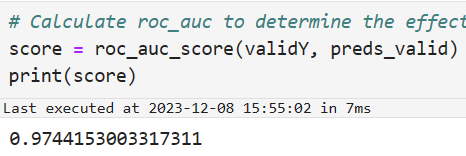 # Calculate roc_auc to determine the effect
score = roc_auc_score(validY, preds_valid)
print(score)
Last executed at 2023-12-08 15:55:02 in 7ms
0.9744153003317311